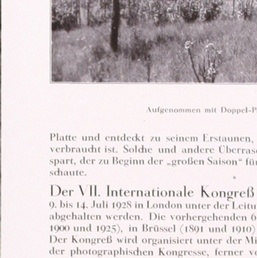 Aufgenommen mit Doppel-P
Platte und entdeckt zu seinem Erstaunen,
verbraucht ist. Solche und andere Überras
spart, der zu Beginn der „großen Saison“ fü
schaute.
Der VII. Internationale Kongreß
9. bis 14. Juli 1928 in London unter der Leitu
abgehalten werden. Die vorhergehenden 6
1900 und 1925), in Brüssel (1891 und 1910)
Der Kongreß wird organisiert unter der Mi
der photographischen Kongresse, ferner v